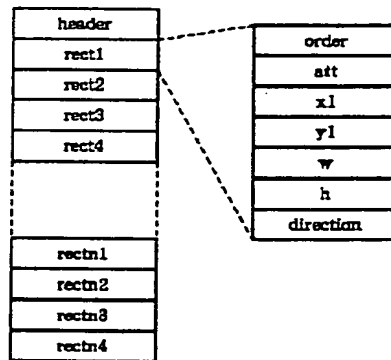 header
rect1
rect2
rect3
rect4
rectn1
rectn2
rectn3
rectn4
order
att
x1
y1
w
h
direction